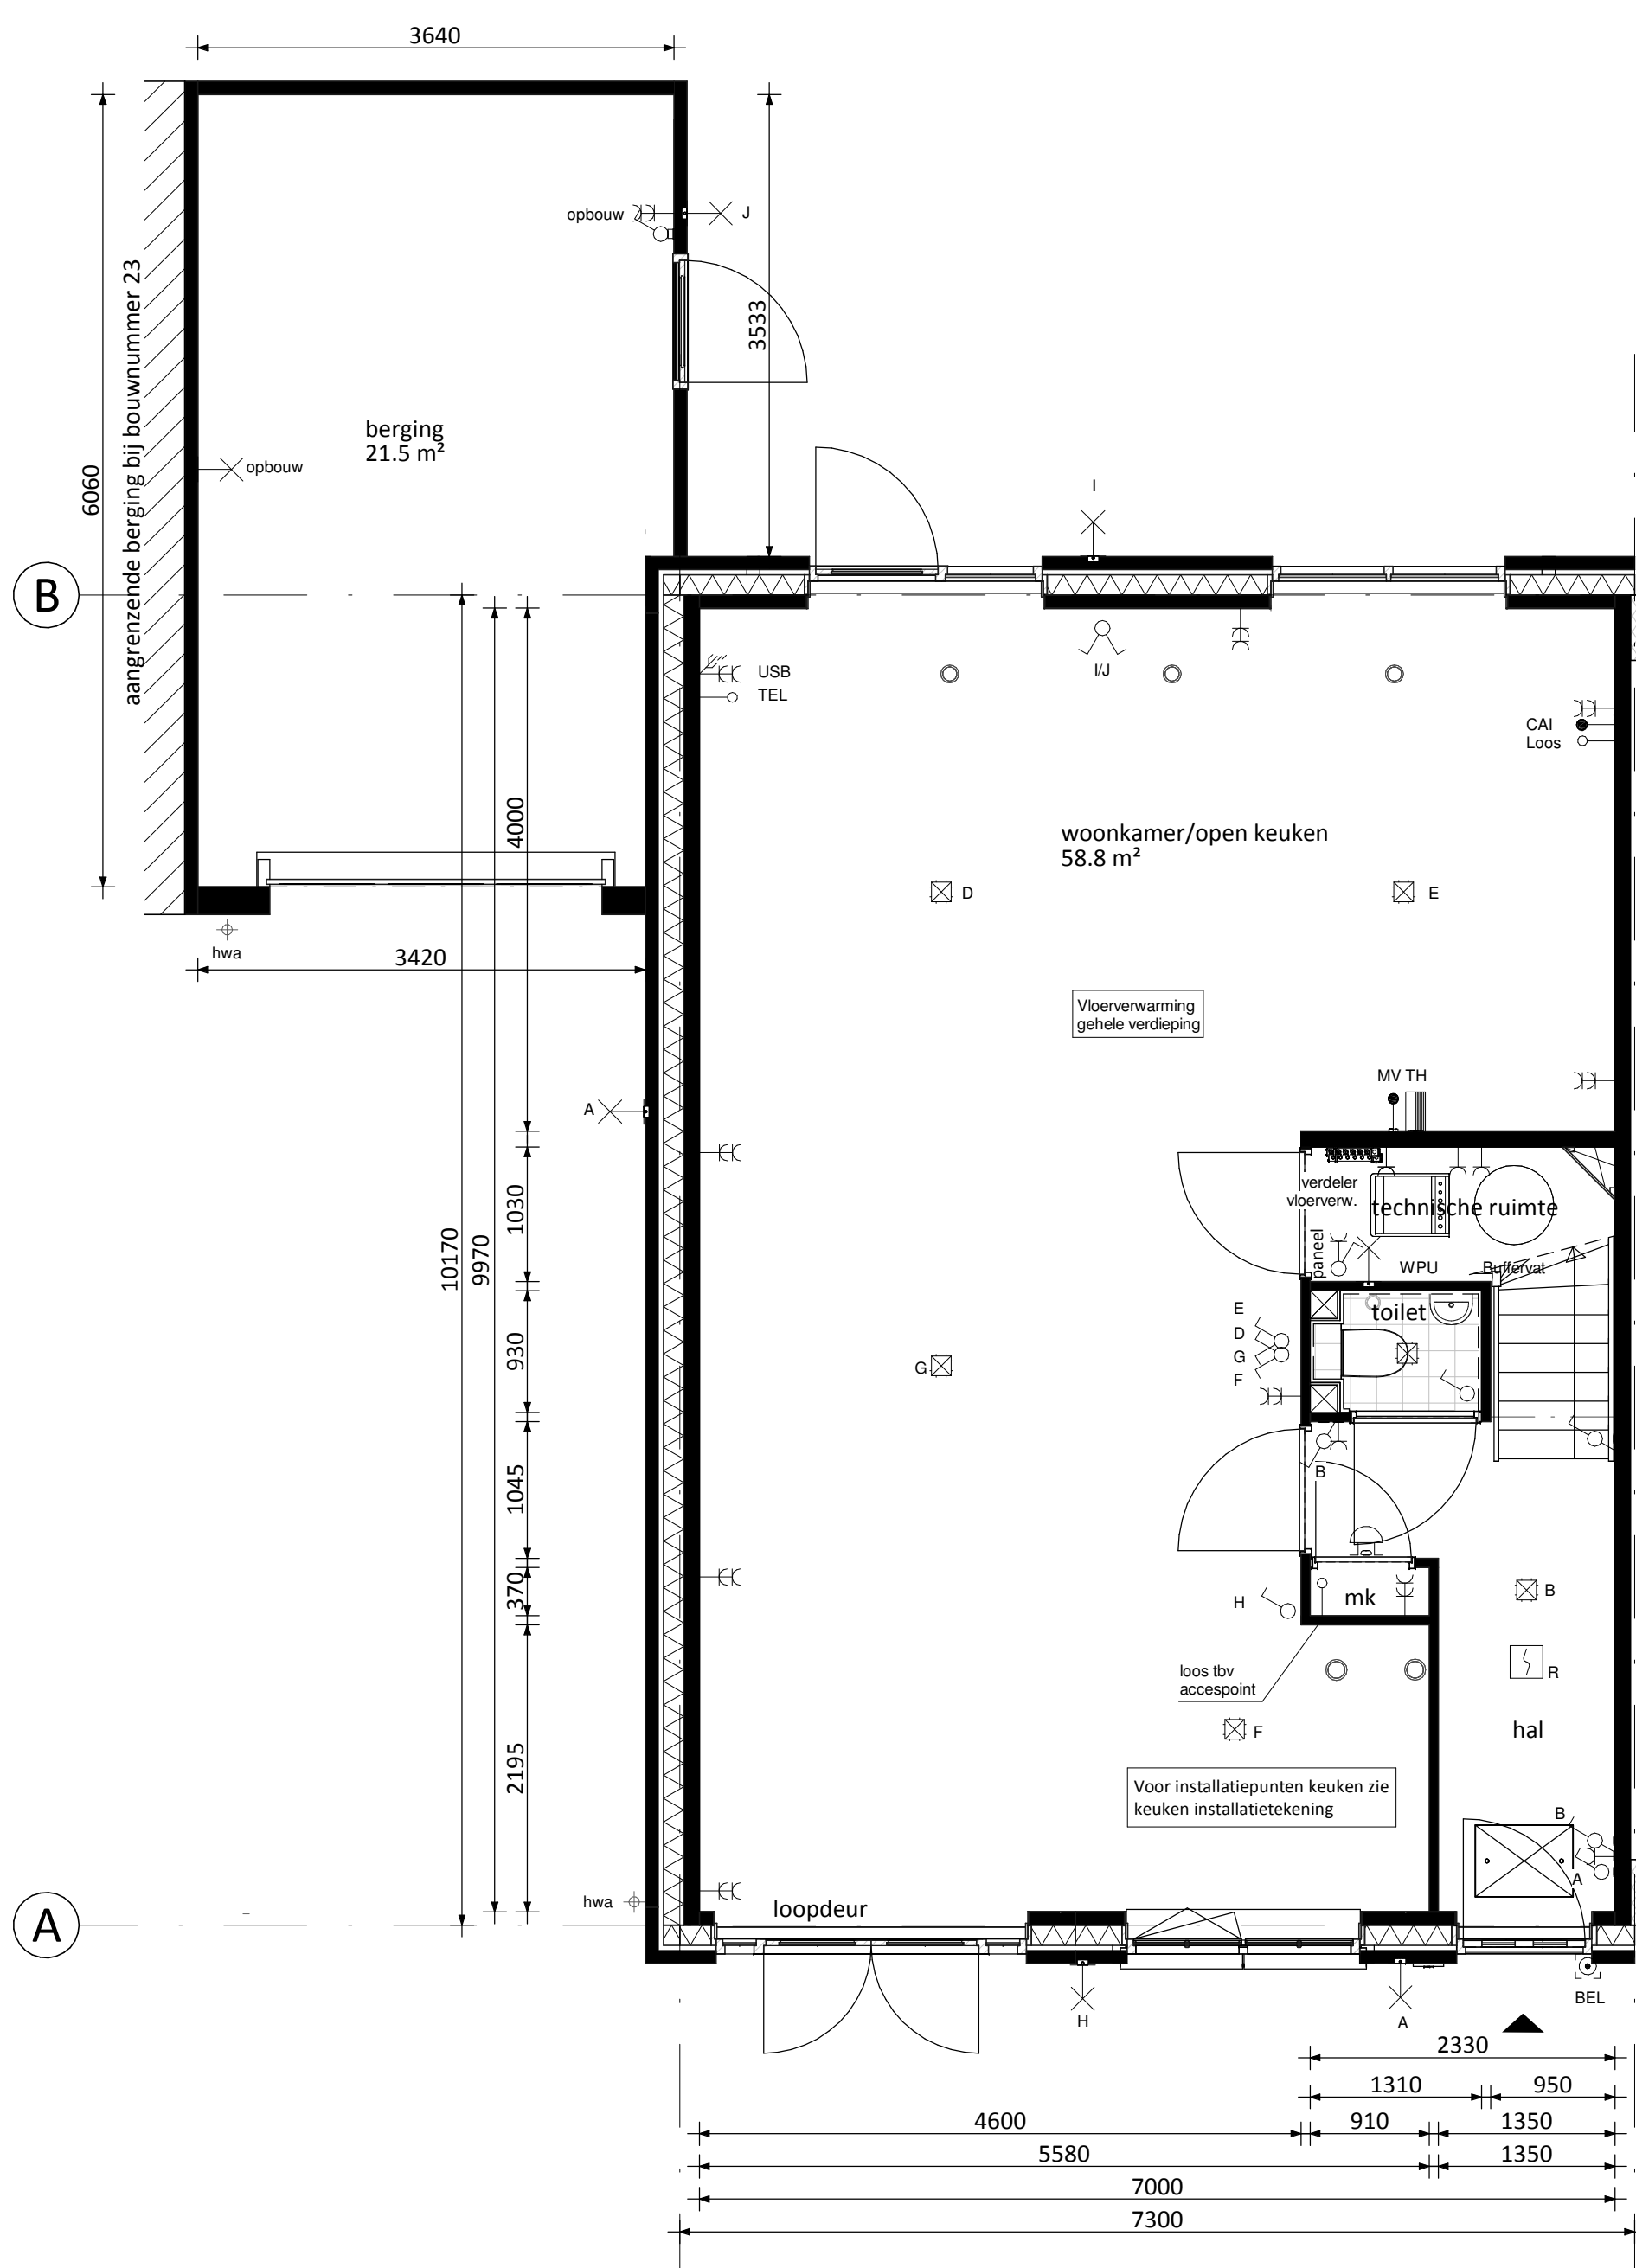 3640
opbouw
J
aangrenzende berging bij bouwnummer 23
3533
berging
21.5 m²
6060
opbouw
I
B
I/J
USB
TEL
CAI
Loos
4000
woonkamer/open keuken
58.8 m²
D
E
hwa
3420
Vloerverwarming
gehele verdieping
MV TH
A
verdeler
vloerverw.
technische ruimte
1030
paneel
WPU
Buffervat
10170
9970
toilet
E
D
G
F
930
G
B
1045
370
H
mk
B
loos tbv
accespoint
R
F
hal
2195
Voor installatiepunten keuken zie
keuken installatietekening
B
A
hwa
loopdeur
A
H
A
BEL
2330
1310
950
4600
910
1350
5580
1350
7000
7300